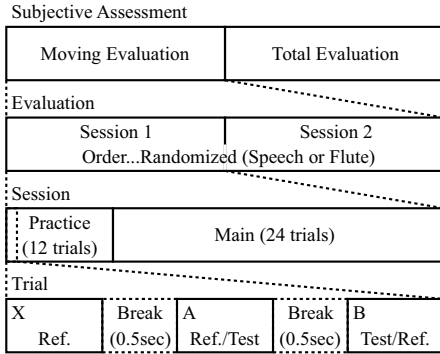 Subjective Assessment
Moving Evaluation Total Evaluation
Evaluation
Session 1 Session 2
Order...Randomized (Speech or Flute)
Session
Practice
(12 trials)
Main (24 trials)
Trial
X
Ref.
Break
(0.5sec)
A
Ref./Test
Break
(0.5sec)
B
Test/Ref.